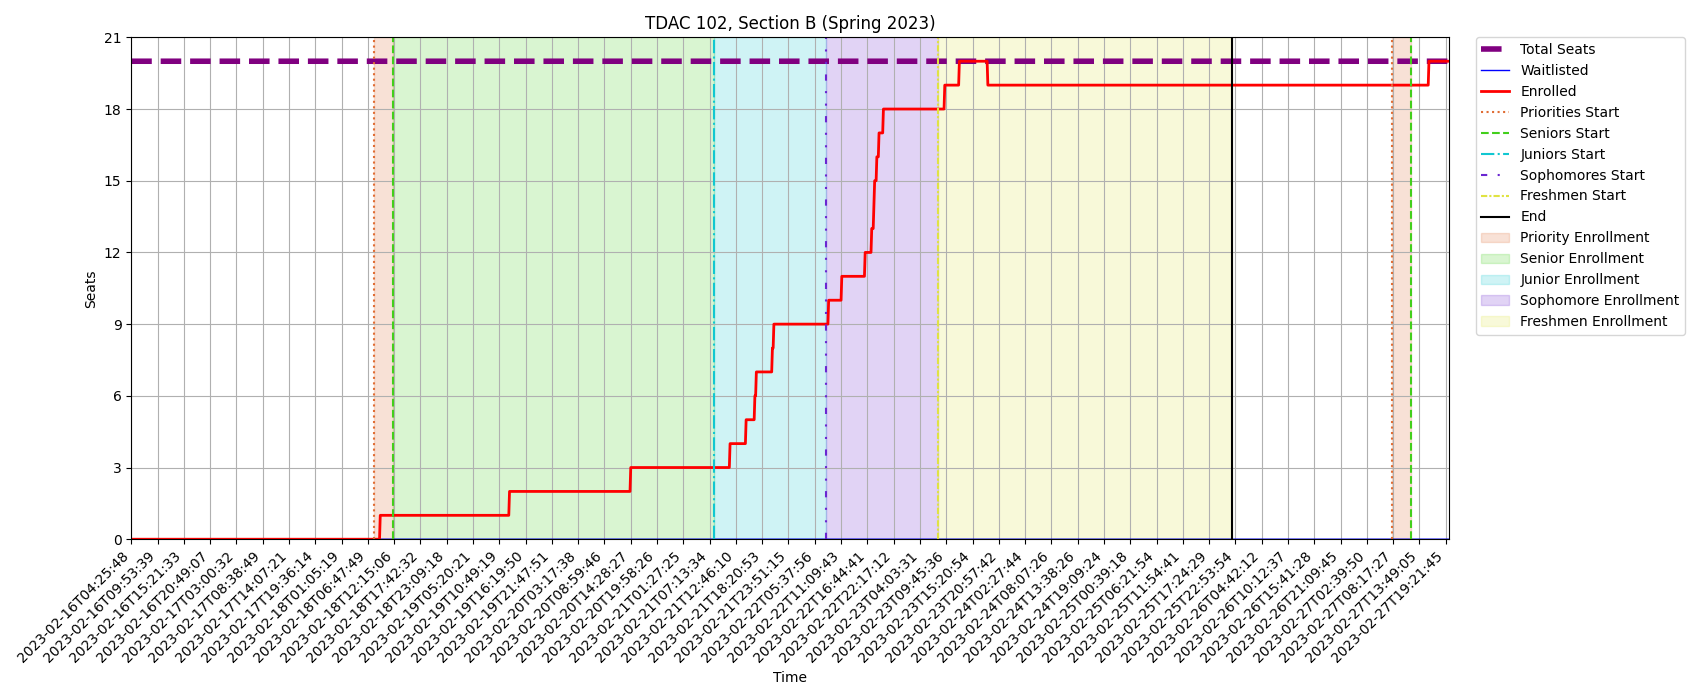 TDAC 102, Section B (Spring 2023)
21
18
15
12
9
6
3
0
Seats
2023-02-16T04:25:48
2023-02-16T09:53:39
2023-02-16T15:21:33
2023-02-16T20:49:07
2023-02-17T03:00:32
2023-02-17T08:38:49
2023-02-17T14:07:21
2023-02-17T19:36:14
2023-02-18T01:05:19
2023-02-18T06:47:49
2023-02-18T12:15:06
2023-02-18T17:42:32
2023-02-18T23:09:18
2023-02-19T05:20:21
2023-02-19T10:49:19
2023-02-19T16:19:50
2023-02-19T21:47:51
2023-02-20T03:17:38
2023-02-20T08:59:46
2023-02-20T14:28:27
2023-02-20T19:58:26
2023-02-21T01:27:25
2023-02-21T07:13:34
2023-02-21T12:46:10
2023-02-21T18:20:53
2023-02-21T23:51:15
2023-02-22T05:37:56
2023-02-22T11:09:43
2023-02-22T16:44:41
2023-02-22T22:17:12
2023-02-23T04:03:31
2023-02-23T09:45:36
2023-02-23T15:20:54
2023-02-23T20:57:42
2023-02-24T02:27:44
2023-02-24T08:07:26
2023-02-24T13:38:26
2023-02-24T19:09:24
2023-02-25T00:39:18
2023-02-25T06:21:54
2023-02-25T11:54:41
2023-02-25T17:24:29
2023-02-25T22:53:54
2023-02-26T04:42:12
2023-02-26T10:12:37
2023-02-26T15:41:28
2023-02-26T21:09:45
2023-02-27T02:39:50
2023-02-27T08:17:27
2023-02-27T13:49:05
2023-02-27T19:21:45
Time
Total Seats
Waitlisted
Enrolled
Priorities Start
Seniors Start
Juniors Start
Sophomores Start
Freshmen Start
End
Priority Enrollment
Senior Enrollment
Junior Enrollment
Sophomore Enrollment
Freshmen Enrollment